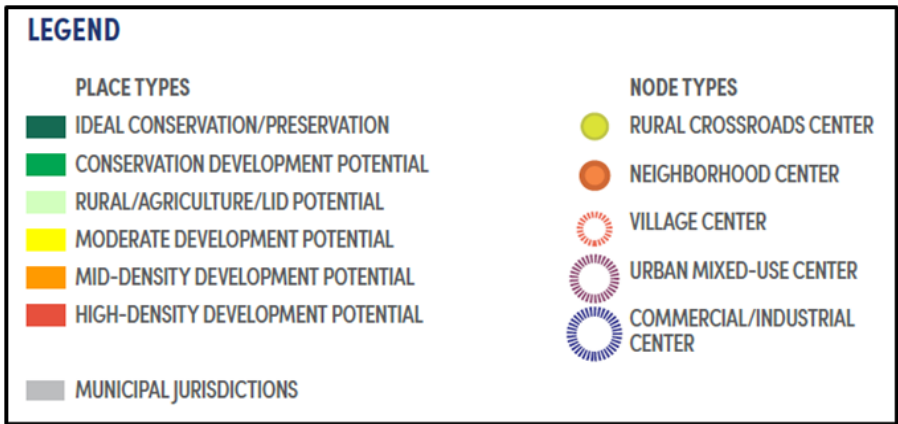 LEGEND
PLACE TYPES
IDEAL CONSERVATION/PRESERVATION
CONSERVATION DEVELOPMENT POTENTIAL
RURAL/AGRICULTURE/LID POTENTIAL
MODERATE DEVELOPMENT POTENTIAL
MID-DENSITY DEVELOPMENT POTENTIAL
HIGH-DENSITY DEVELOPMENT POTENTIAL
MUNICIPAL JURISDICTIONS
NODE TYPES
RURAL CROSSROADS CENTER
NEIGHBORHOOD CENTER
VILLAGE CENTER
URBAN MIXED-USE CENTER
COMMERCIAL/INDUSTRIAL
CENTER